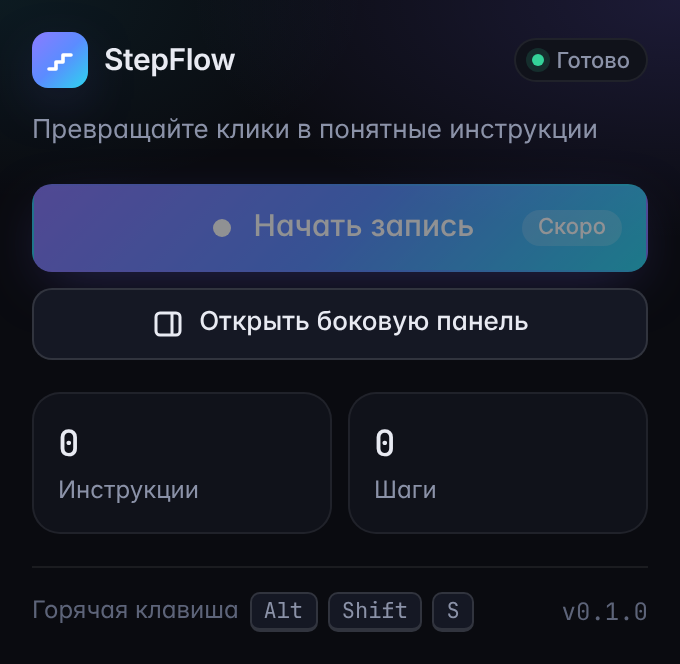 StepFlow
Готово
Превращайте клики в понятные инструкции
Начать запись
Скоро
Открыть боковую панель
0
Инструкции
0
Шаги
Горячая клавиша Alt Shift S
v0.1.0